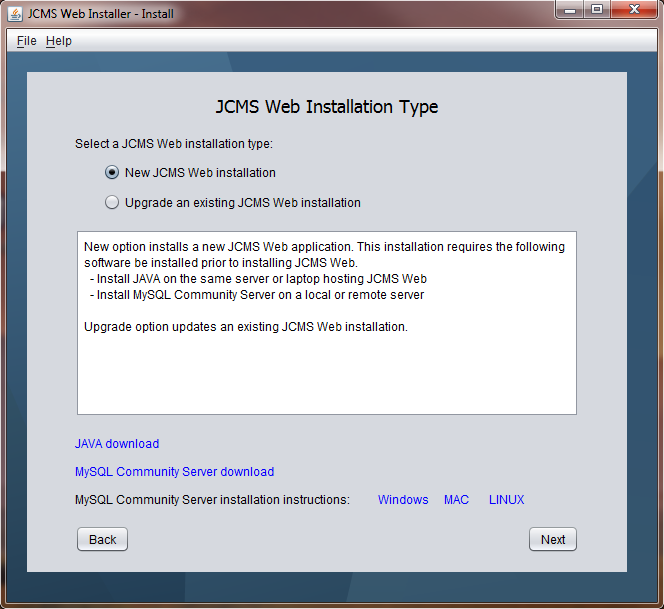 JCMS Web Installer - Install
File Help
JCMS Web Installation Type
Select a JCMS Web installation type:
New JCMS Web installation
Upgrade an existing JCMS Web installation
New option installs a new JCMS Web application. This installation requires the following
software be installed prior to installing JCMS Web.
- Install JAVA on the same server or laptop hosting JCMS Web
- Install MySQL Community Server on a local or remote server
Upgrade option updates an existing JCMS Web installation.
JAVA download
MySQL Community Server download
MySQL Community Server installation instructions: Windows MAC LINUX
Back Next